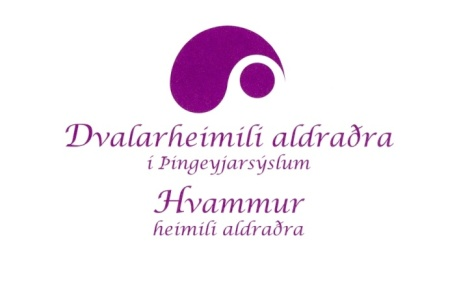 Dvalarheimili aldraðra
í Þingeyjarsýslum
Hvammur
heimili aldraðra